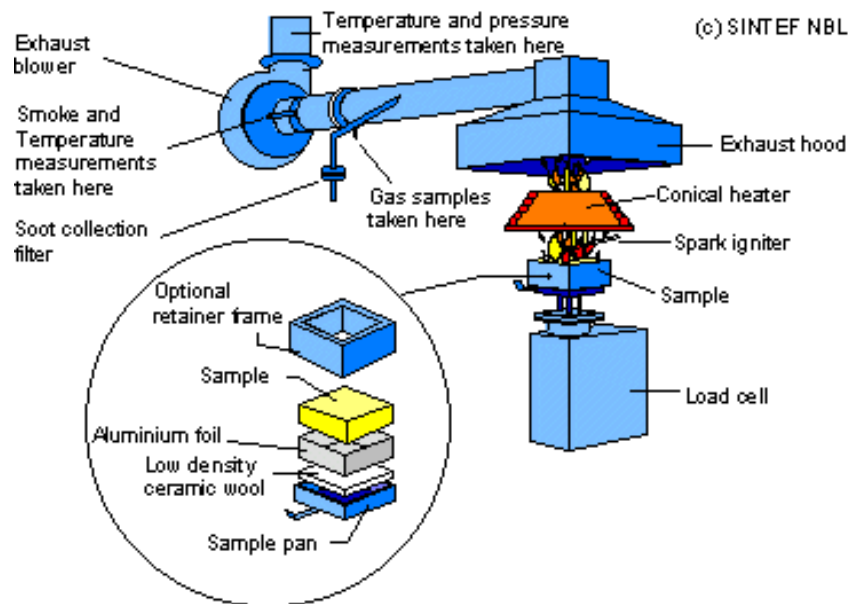 Temperature and pressure
measurements taken here
(c) SINTEF NBL
Exhaust
blower
Smoke and
Temperature
measurements
taken here
Exhaust hood
Gas samples
taken here
Conical heater
Soot collection
filter
Spark igniter
Sample
Optional
retainer frame
Sample
Load cell
Aluminium foil
Low density
ceramic wool
Sample pan